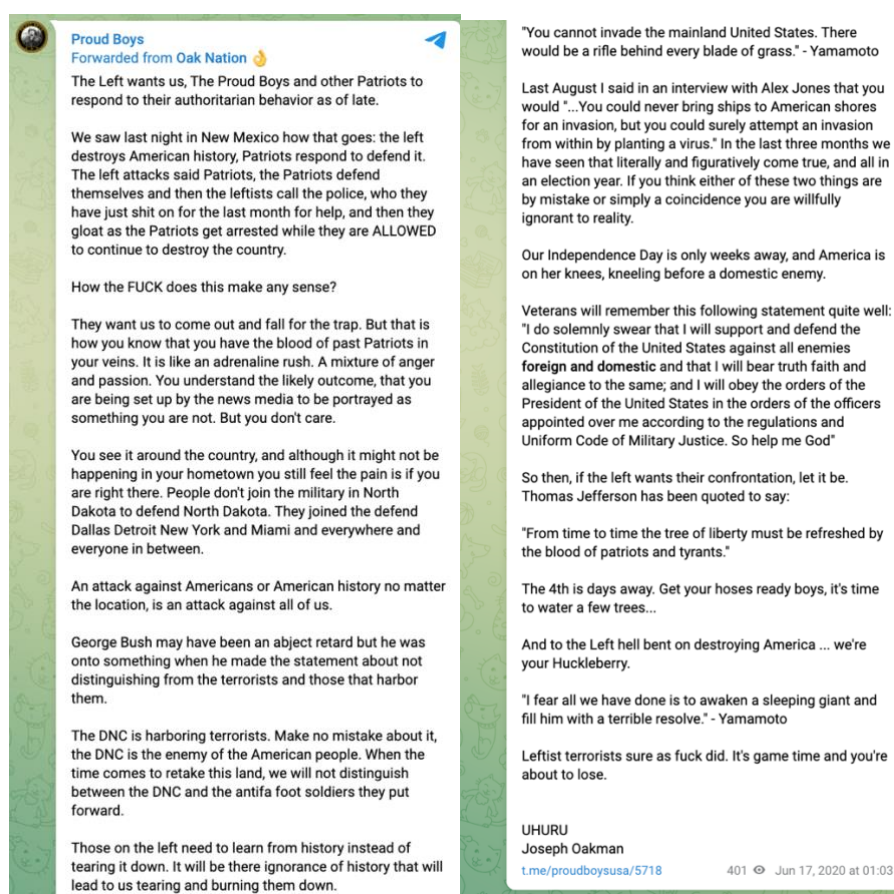 Proud Boys
Forwarded from Oak Nation 👌
The Left wants us, The Proud Boys and other Patriots to
respond to their authoritarian behavior as of late.
We saw last night in New Mexico how that goes: the left
destroys American history, Patriots respond to defend it.
The left attacks said Patriots, the Patriots defend
themselves and then the leftists call the police, who they
have just shit on for the last month for help, and then they
gloat as the Patriots get arrested while they are ALLOWED
to continue to destroy the country.
How the FUCK does this make any sense?
They want us to come out and fall for the trap. But that is
how you know that you have the blood of past Patriots in
your veins. It is like an adrenaline rush. A mixture of anger
and passion. You understand the likely outcome, that you
are being set up by the news media to be portrayed as
something you are not. But you don't care.
You see it around the country, and although it might not be
happening in your hometown you still feel the pain is if you
are right there. People don't join the military in North
Dakota to defend North Dakota. They joined the defend
Dallas Detroit New York and Miami and everywhere and
everyone in between.
An attack against Americans or American history no matter
the location, is an attack against all of us.
George Bush may have been an abject retard but he was
onto something when he made the statement about not
distinguishing from the terrorists and those that harbor
them.
The DNC is harboring terrorists. Make no mistake about it,
the DNC is the enemy of the American people. When the
time comes to retake this land, we will not distinguish
between the DNC and the antifa foot soldiers they put
forward.
Those on the left need to learn from history instead of
tearing it down. It will be there ignorance of history that will
lead to us tearing and burning them down.
"You cannot invade the mainland United States. There
would be a rifle behind every blade of grass." - Yamamoto
Last August I said in an interview with Alex Jones that you
would "...You could never bring ships to American shores
for an invasion, but you could surely attempt an invasion
from within by planting a virus." In the last three months we
have seen that literally and figuratively come true, and all in
an election year. If you think either of these two things are
by mistake or simply a coincidence you are willfully
ignorant to reality.
Our Independence Day is only weeks away, and America is
on her knees, kneeling before a domestic enemy.
Veterans will remember this following statement quite well:
"I do solemnly swear that I will support and defend the
Constitution of the United States against all enemies
foreign and domestic and that I will bear truth faith and
allegiance to the same; and I will obey the orders of the
President of the United States in the orders of the officers
appointed over me according to the regulations and
Uniform Code of Military Justice. So help me God"
So then, if the left wants their confrontation, let it be.
Thomas Jefferson has been quoted to say:
"From time to time the tree of liberty must be refreshed by
the blood of patriots and tyrants."
The 4th is days away. Get your hoses ready boys, it's time
to water a few trees...
And to the Left hell bent on destroying America ... we're
your Huckleberry.
"I fear all we have done is to awaken a sleeping giant and
fill him with a terrible resolve." - Yamamoto
Leftist terrorists sure as fuck did. It's game time and you're
about to lose.
UHURU
Joseph Oakman
t.me/proudboysusa/5718 401 Jun 17, 2020 at 01:03